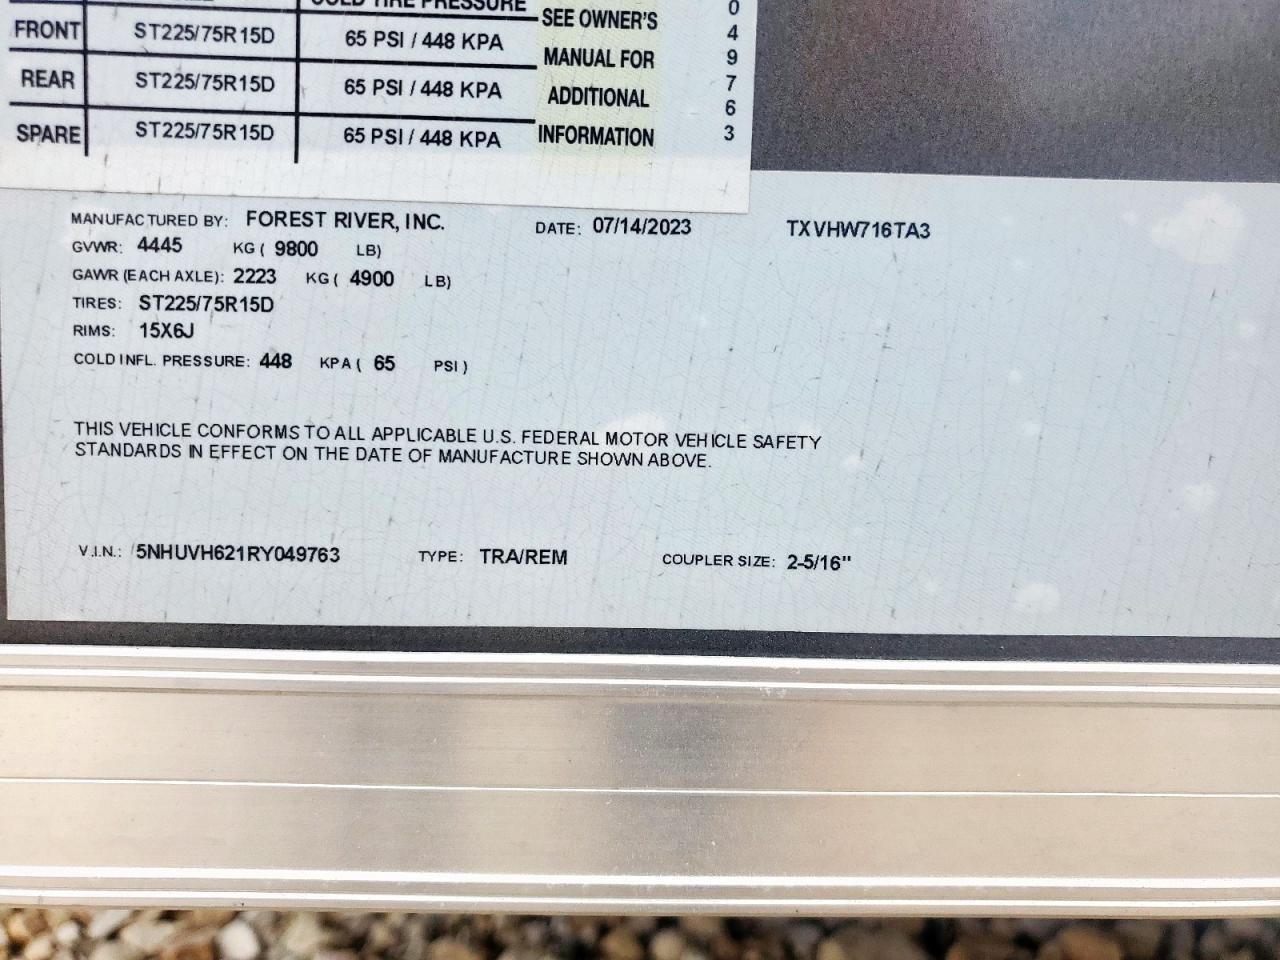 COLD TIRE PRESSURE
FRONT ST225/75R15D 65 PSI / 448 KPA
REAR ST225/75R15D 65 PSI / 448 KPA
SPARE ST225/75R15D 65 PSI / 448 KPA
SEE OWNER'S
MANUAL FOR
ADDITIONAL
INFORMATION
0
4
9
7
6
3
MANUFACTURED BY: FOREST RIVER, INC. DATE: 07/14/2023 TXVHW716TA3
GVWR: 4445 KG ( 9800 LB)
GAWR (EACH AXLE): 2223 KG ( 4900 LB)
TIRES: ST225/75R15D
RIMS: 15X6J
COLD INFL. PRESSURE: 448 KPA ( 65 PSI )
THIS VEHICLE CONFORMS TO ALL APPLICABLE U.S. FEDERAL MOTOR VEHICLE SAFETY
STANDARDS IN EFFECT ON THE DATE OF MANUFACTURE SHOWN ABOVE.
V.I.N.: 5NHUVH621RY049763 TYPE: TRA/REM COUPLER SIZE: 2-5/16"